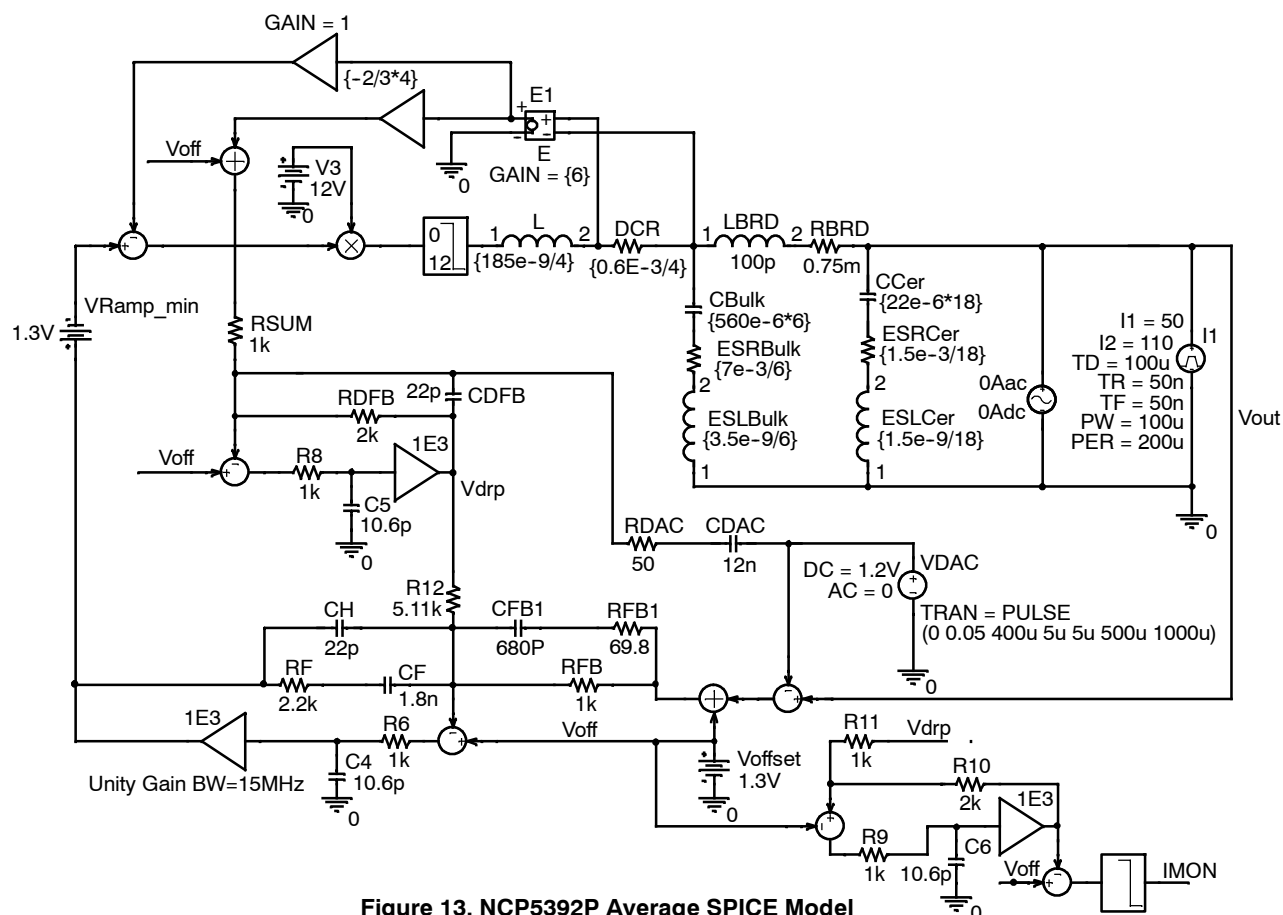 GAIN = 1
{-2/3*4}
E1
+
+
-
-
E
GAIN = {6}
0
Voff
V3
12V
0
+
-
0
12
1
L
2
{185e-9/4}
DCR
{0.6E-3/4}
1
LBRD
2
100p
RBRD
0.75m
VRamp_min
1.3V
RSUM
1k
CBulk
{560e-6*6}
ESRBulk
{7e-3/6}
2
ESLBulk
{3.5e-9/6}
1
CCer
{22e-6*18}
ESRCer
{1.5e-3/18}
2
ESLCer
{1.5e-9/18}
1
0Aac
0Adc
I1 = 50
I2 = 110
TD = 100u
TR = 50n
TF = 50n
PW = 100u
PER = 200u
I1
Vout
0
22p
CDFB
RDFB
2k
Voff
+
-
R8
1k
1E3
C5
10.6p
0
Vdrp
RDAC
50
CDAC
12n
DC = 1.2V
AC = 0
VDAC
+
-
TRAN = PULSE
(0 0.05 400u 5u 5u 500u 1000u)
0
R12
5.11k
CH
22p
CFB1
680P
RFB1
69.8
RF
2.2k
CF
1.8n
RFB
1k
-
+
1E3
R6
1k
-
+
Voff
Unity Gain BW=15MHz
C4
10.6p
0
Voffset
1.3V
0
R11
1k
Vdrp
R10
2k
1E3
R9
1k
C6
10.6p
0
Voff
+
-
IMON
Figure 13. NCP5392P Average SPICE Model